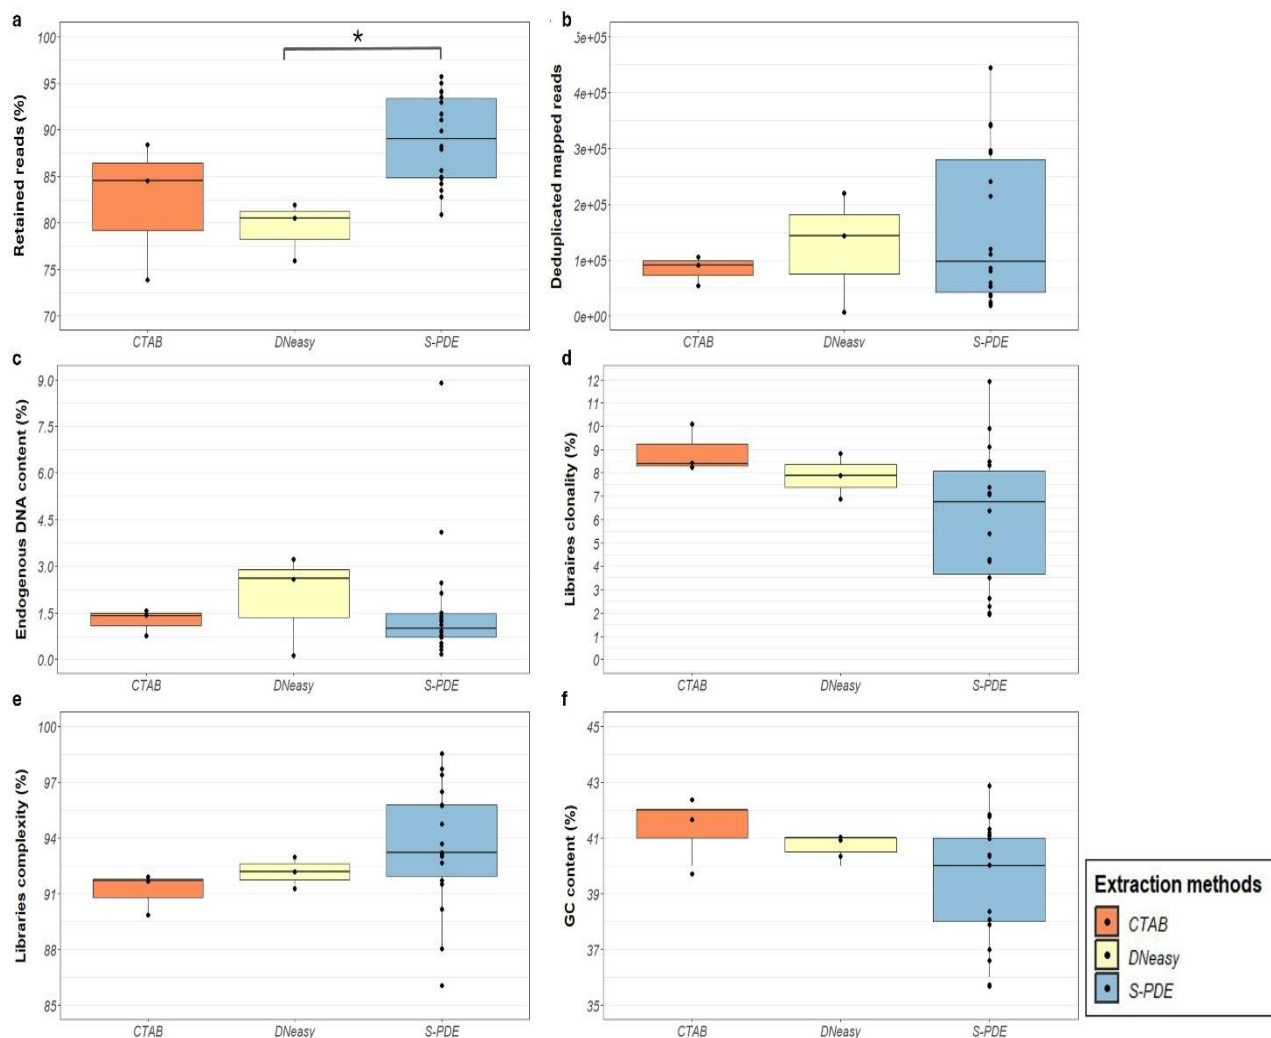 a
Retained reads (%)
100
95
90
85
80
75
70
*
CTAB
DNeasy
S-PDE
b
Deduplicated mapped reads
5e+05
4e+05
3e+05
2e+05
1e+05
0e+00
CTAB
DNeasy
S-PDE
c
Endogenous DNA content (%)
9.0
7.5
6.0
4.5
3.0
1.5
0.0
CTAB
DNeasy
S-PDE
d
Libraires clonality (%)
12
11
10
9
8
7
6
5
4
3
2
1
0
CTAB
DNeasy
S-PDE
e
Libraries complexity (%)
100
97
94
91
88
85
CTAB
DNeasy
S-PDE
f
GC content (%)
45
43
41
39
37
35
CTAB
DNeasy
S-PDE
Extraction methods
CTAB
DNeasy
S-PDE